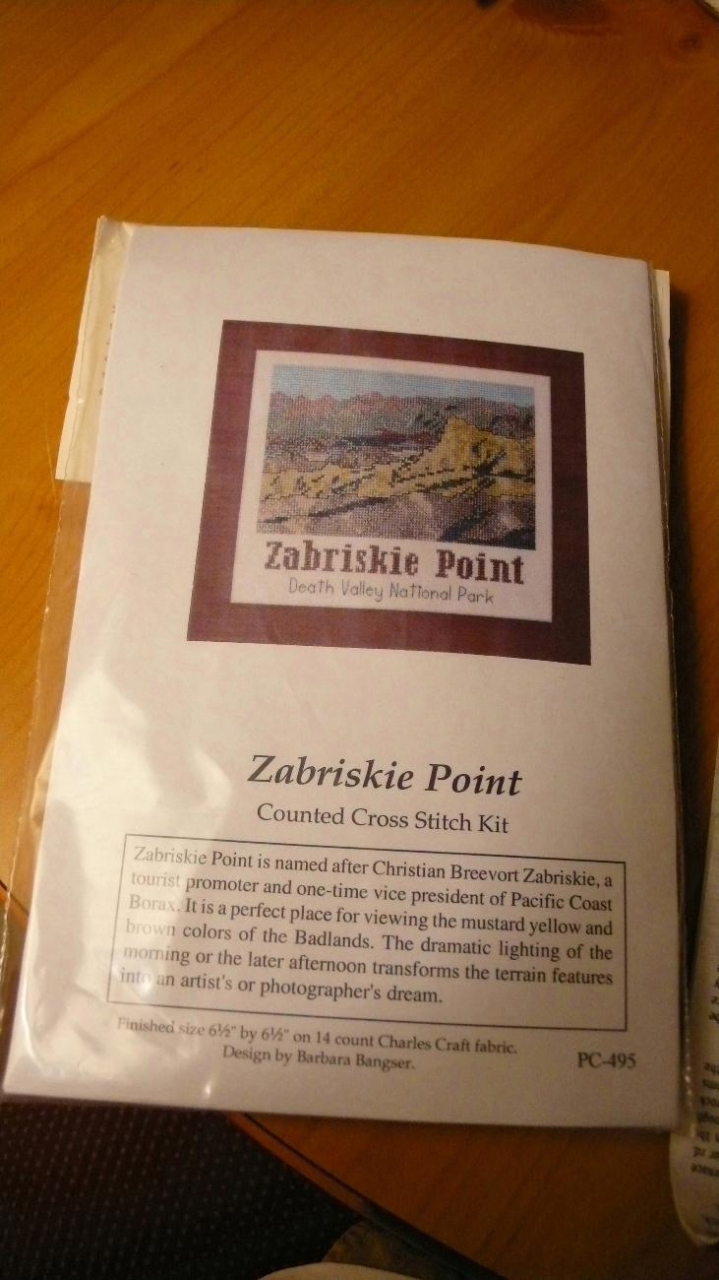 Zabriskie Point
Death Valley National Park
Zabriskie Point
Counted Cross Stitch Kit
Zabriskie Point is named after Christian Breevort Zabriskie, a
tourist promoter and one-time vice president of Pacific Coast
Borax. It is a perfect place for viewing the mustard yellow and
brown colors of the Badlands. The dramatic lighting of the
morning or the later afternoon transforms the terrain features
into an artist's or photographer's dream.
Finished size 6½" by 6½" on 14 count Charles Craft fabric.
Design by Barbara Bangser.
PC-495